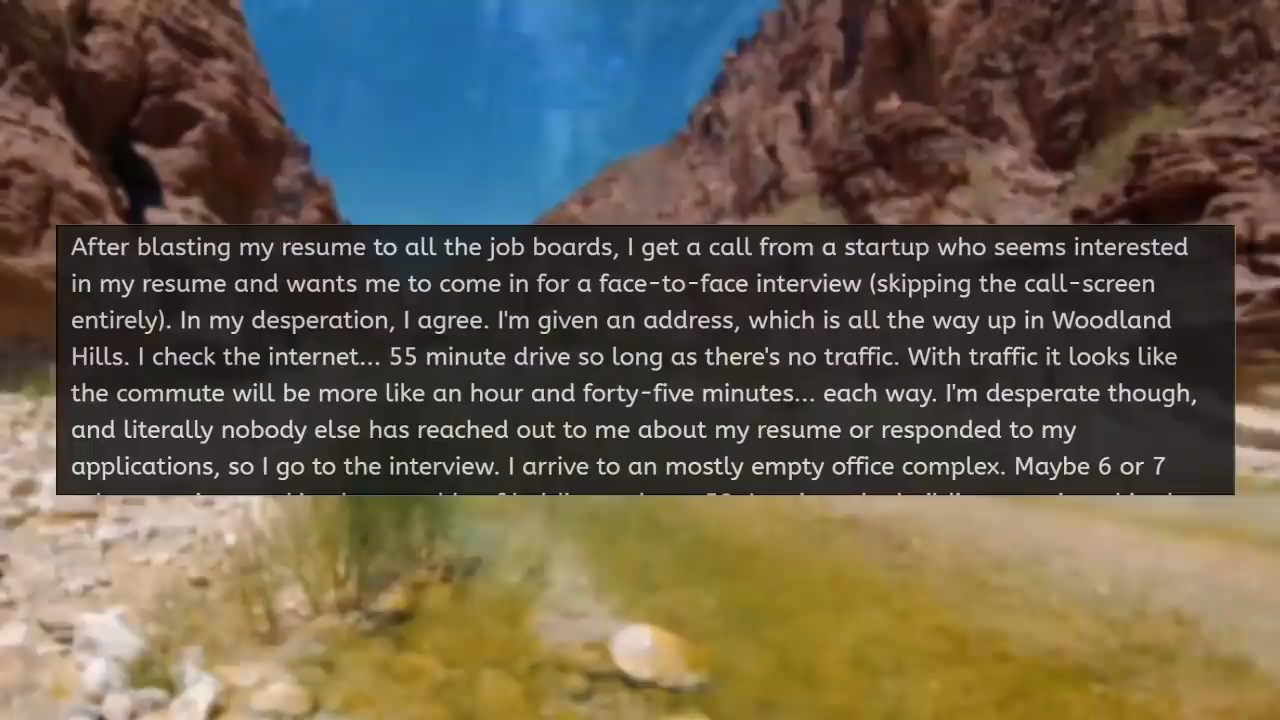 After blasting my resume to all the job boards, I get a call from a startup who seems interested
in my resume and wants me to come in for a face-to-face interview (skipping the call-screen
entirely). In my desperation, I agree. I'm given an address, which is all the way up in Woodland
Hills. I check the internet... 55 minute drive so long as there's no traffic. With traffic it looks like
the commute will be more like an hour and forty-five minutes... each way. I'm desperate though,
and literally nobody else has reached out to me about my resume or responded to my
applications, so I go to the interview. I arrive to an mostly empty office complex. Maybe 6 or 7